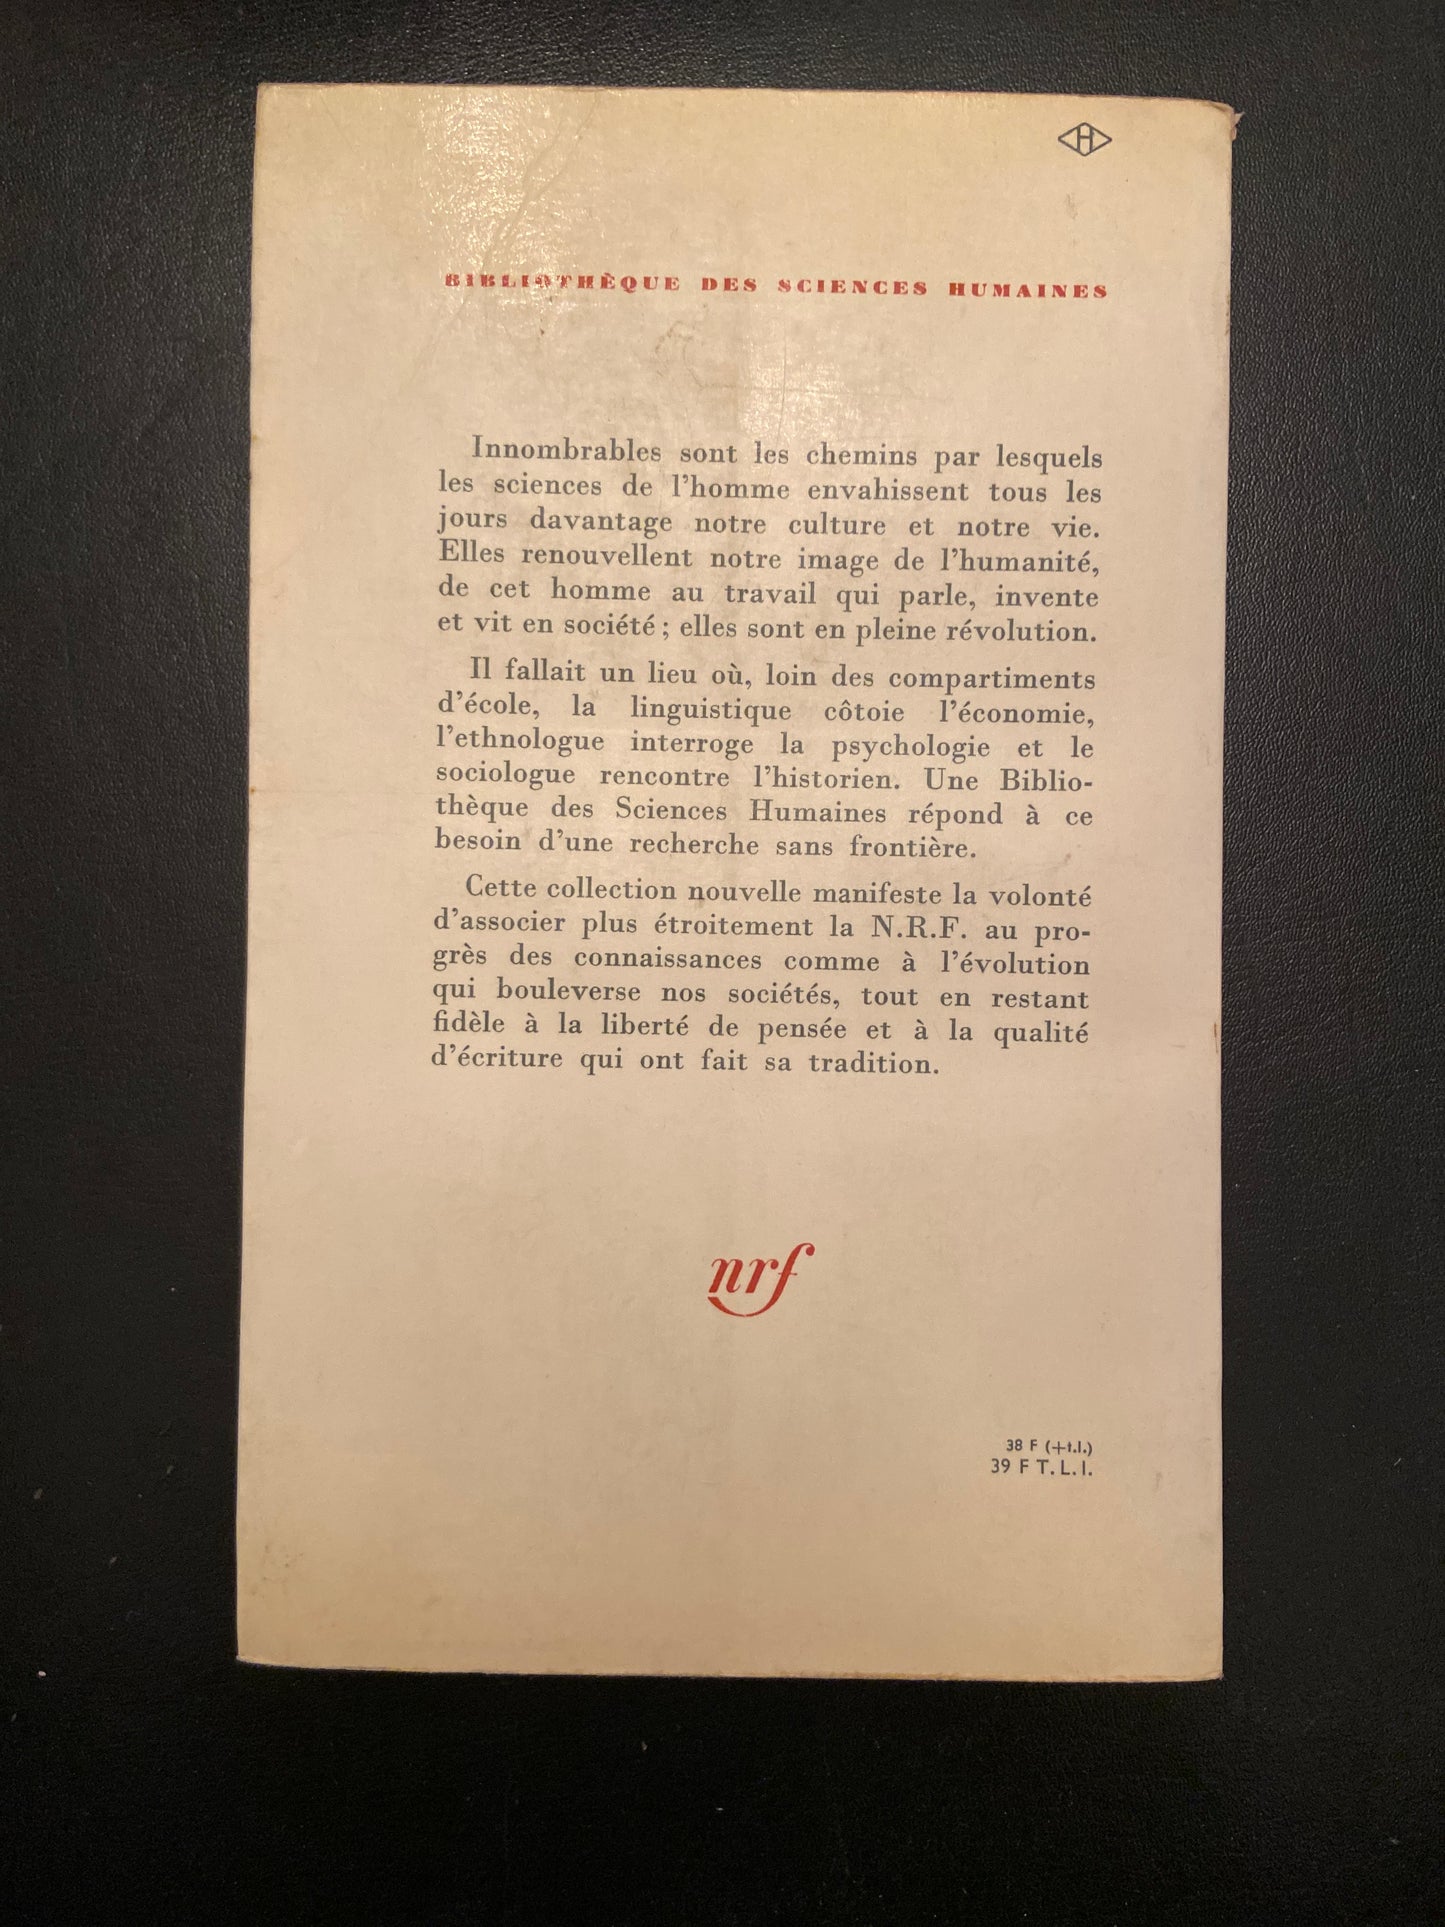 H
BIBLIOTHÈQUE DES SCIENCES HUMAINES
Innombrables sont les chemins par lesquels
les sciences de l'homme envahissent tous les
jours davantage notre culture et notre vie.
Elles renouvellent notre image de l'humanité,
de cet homme au travail qui parle, invente
et vit en société ; elles sont en pleine révolution.
Il fallait un lieu où, loin des compartiments
d'école, la linguistique côtoie l'économie,
l'ethnologue interroge la psychologie et le
sociologue rencontre l'historien. Une Biblio-
thèque des Sciences Humaines répond à ce
besoin d'une recherche sans frontière.
Cette collection nouvelle manifeste la volonté
d'associer plus étroitement la N.R.F. au pro-
grès des connaissances comme à l'évolution
qui bouleverse nos sociétés, tout en restant
fidèle à la liberté de pensée et à la qualité
d'écriture qui ont fait sa tradition.
nrf
38 F (+t.l.)
39 F T.L.I.